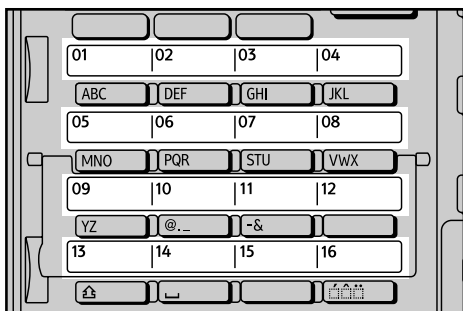 01 02 03 04
ABC DEF GHI JKL
05 06 07 08
MNO PQR STU VWX
09 10 11 12
YZ @._ -&
13 14 15 16
áâä